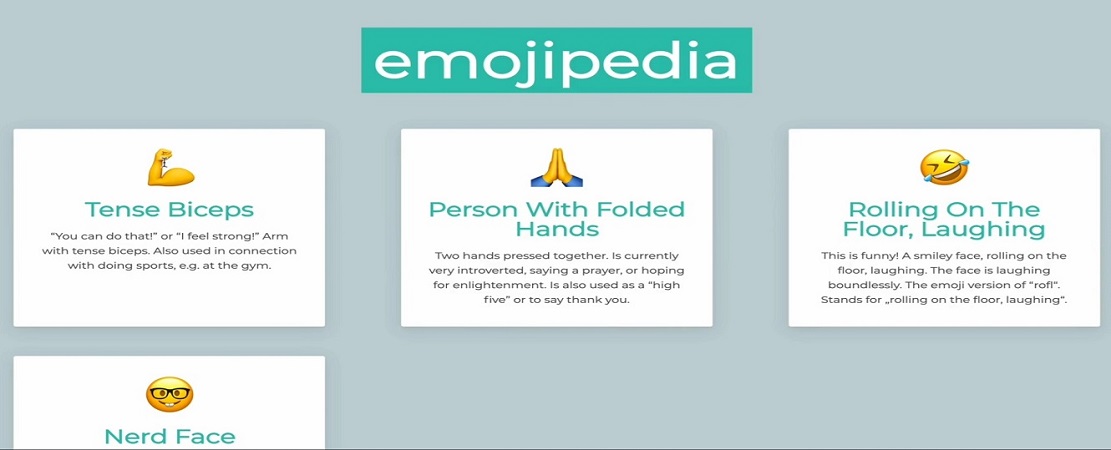 emojipedia
Tense Biceps
“You can do that!” or “I feel strong!” Arm
with tense biceps. Also used in connection
with doing sports, e.g. at the gym.
Person With Folded
Hands
Two hands pressed together. Is currently
very introverted, saying a prayer, or hoping
for enlightenment. Is also used as a “high
five” or to say thank you.
Rolling On The
Floor, Laughing
This is funny! A smiley face, rolling on the
floor, laughing. The face is laughing
boundlessly. The emoji version of “rofl“.
Stands for „rolling on the floor, laughing“.
Nerd Face